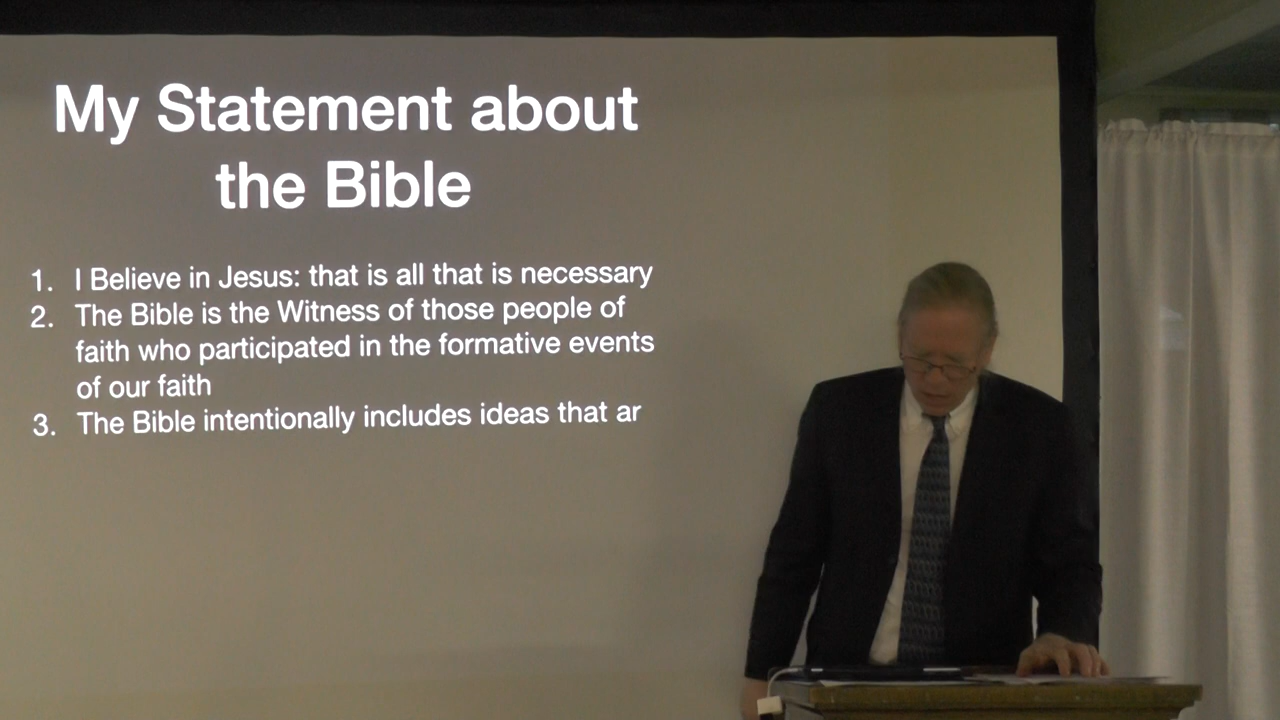 My Statement about
the Bible
1. I Believe in Jesus: that is all that is necessary
2. The Bible is the Witness of those people of
faith who participated in the formative events
of our faith
3. The Bible intentionally includes ideas that ar